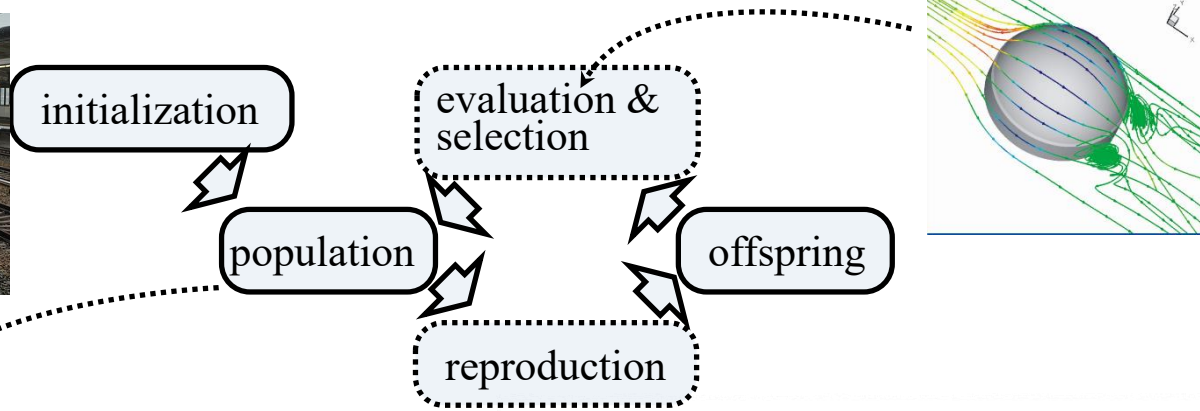 initialization
evaluation &
selection
population
offspring
reproduction